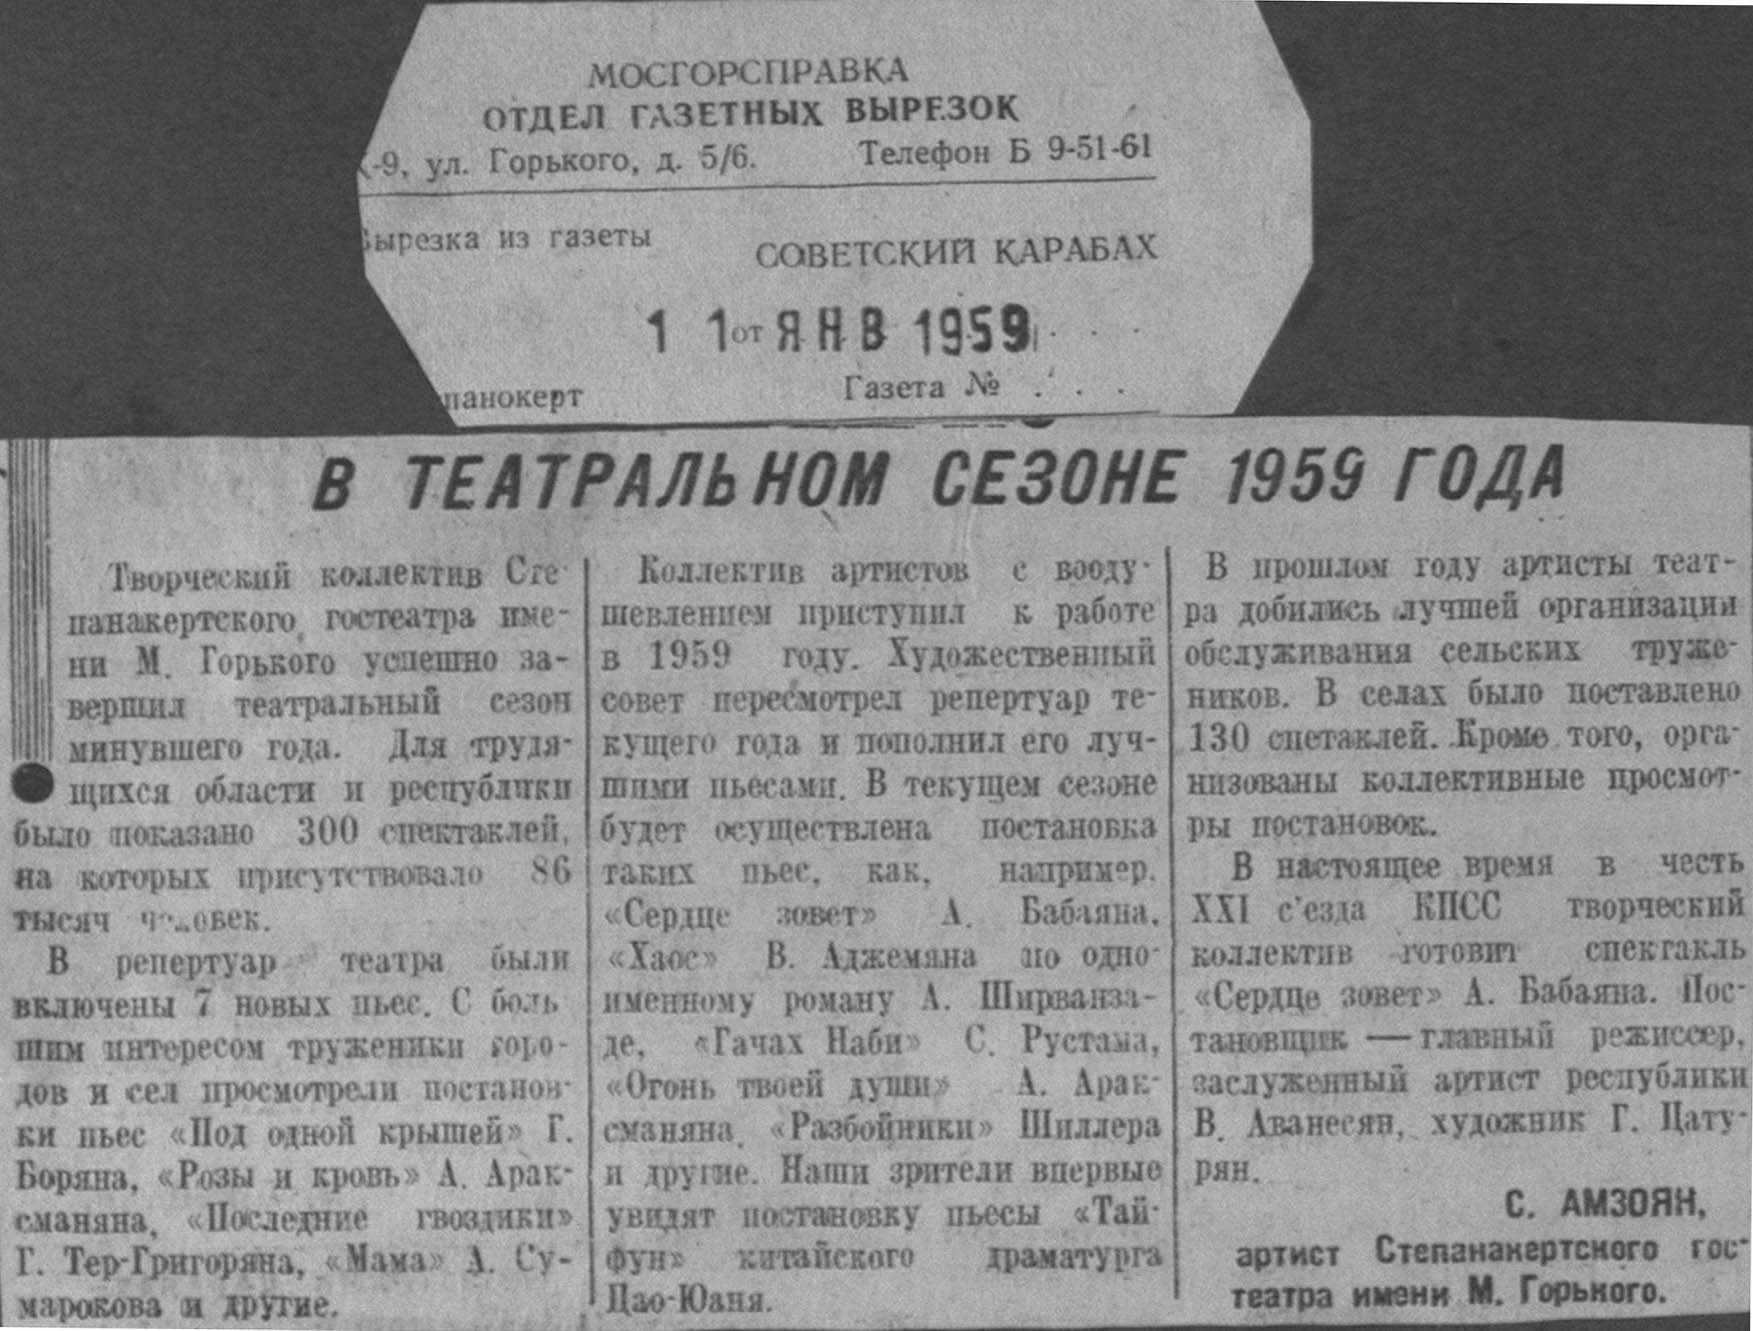 МОСГОРСПРАВКА
ОТДЕЛ ГАЗЕТНЫХ ВЫРЕЗОК
К-9, ул. Горького, д. 5/6. Телефон Б 9-51-61
Вырезка из газеты
СОВЕТСКИЙ КАРАБАХ
1 1 от ЯНВ 1959
панокерт Газета № . . .
В ТЕАТРАЛЬНОМ СЕЗОНЕ 1959 ГОДА
Творческий коллектив Сте-
панакертского гостеатра име-
ни М. Горького успешно за-
вершил театральный сезон
минувшего года. Для трудя-
щихся области и республики
было показано 300 спектаклей,
на которых присутствовало 86
тысяч человек.
В репертуар театра были
включены 7 новых пьес. С боль
шим интересом труженики горо-
дов и сел просмотрели постанов-
ки пьес «Под одной крышей» Г.
Боряна, «Розы и кровь» А. Арак-
сманяна, «Последние гвоздики»
Г. Тер-Григоряна, «Мама» А. Су-
марокова и другие.
Коллектив артистов с вооду-
шевлением приступил к работе
в 1959 году. Художественный
совет пересмотрел репертуар те-
кущего года и пополнил его луч-
шими пьесами. В текущем сезоне
будет осуществлена постановка
таких пьес, как, например,
«Сердце зовет» А. Бабаяна,
«Хаос» В. Аджемяна по одно-
именному роману А. Ширванза-
де, «Гачах Наби» С. Рустама,
«Огонь твоей души» А. Арак-
сманяна, «Разбойники» Шиллера
и другие. Наши зрители впервые
увидят постановку пьесы «Тай-
фун» китайского драматурга
Цао-Юаня.
В прошлом году артисты теат-
ра добились лучшей организации
обслуживания сельских труже-
ников. В селах было поставлено
130 спетаклей. Кроме того, орга-
низованы коллективные просмот-
ры постановок.
В настоящее время в честь
XXI с'езда КПСС творческий
коллектив готовит спектакль
«Сердце зовет» А. Бабаяна. Пос-
тановщик — главный режиссер,
заслуженный артист республики
В. Аванесян, художник Г. Цату-
рян.
С. АМЗОЯН,
артист Степанакертского гос-
театра имени М. Горького.